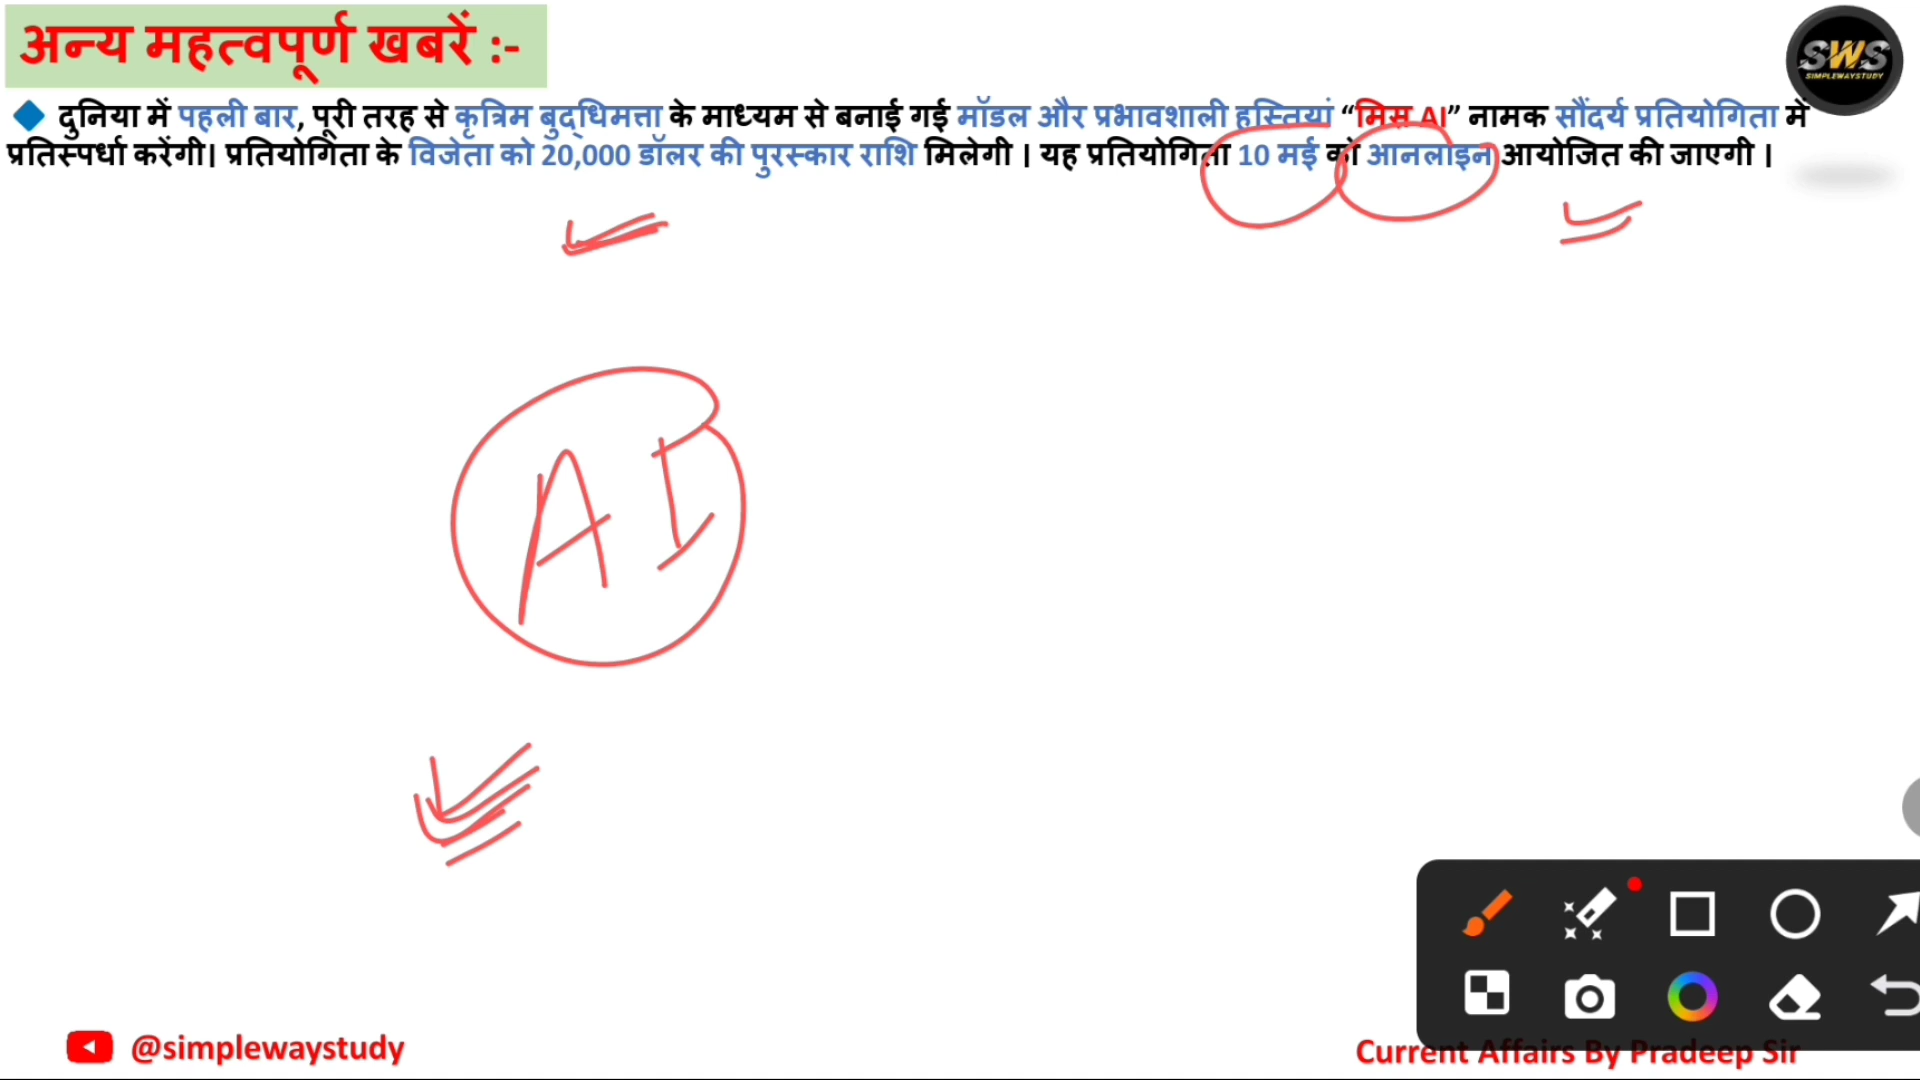 अन्य महत्वपूर्ण खबरें :-
SWS
SIMPLEWAYSTUDY
दुनिया में पहली बार, पूरी तरह से कृत्रिम बुद्धिमत्ता के माध्यम से बनाई गई मॉडल और प्रभावशाली हस्तियां “मिस AI” नामक सौंदर्य प्रतियोगिता में
प्रतिस्पर्धा करेंगी। प्रतियोगिता के विजेता को 20,000 डॉलर की पुरस्कार राशि मिलेगी । यह प्रतियोगिता 10 मई को आनलाइन आयोजित की जाएगी ।
AI
@simplewaystudy
Current Affairs By Pradeep Sir